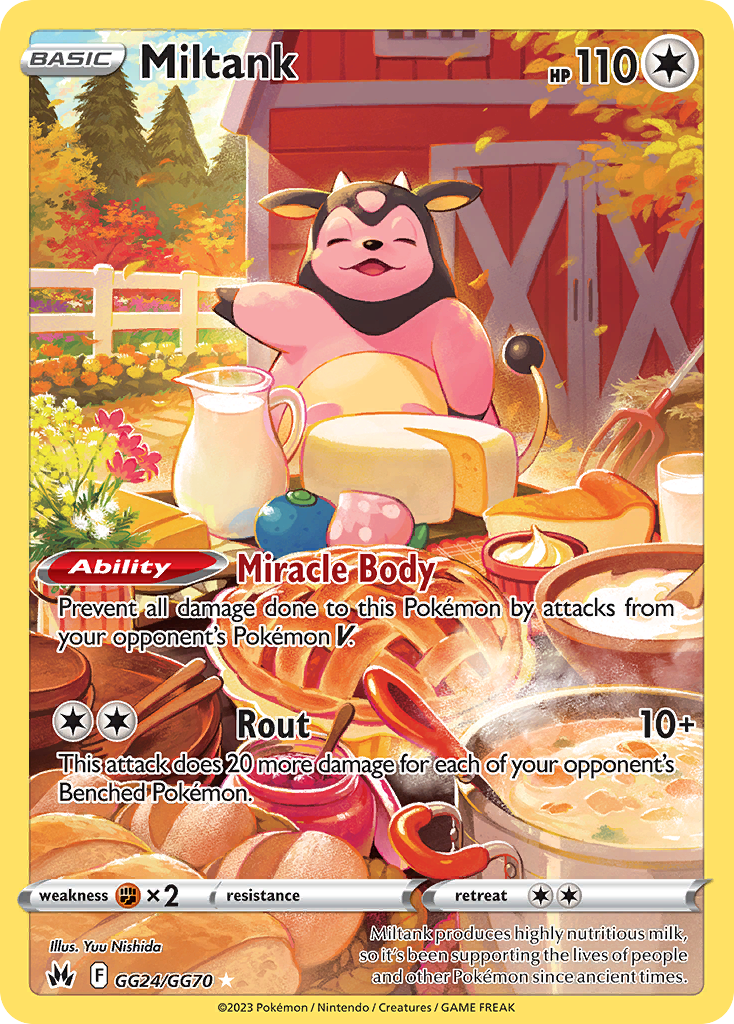 BASIC Miltank HP 110
Ability Miracle Body
Prevent all damage done to this Pokémon by attacks from
your opponent's Pokémon V.
Rout 10+
This attack does 20 more damage for each of your opponent's
Benched Pokémon.
weakness ×2 resistance retreat
Illus. Yuu Nishida
Miltank produces highly nutritious milk,
so it's been supporting the lives of people
and other Pokémon since ancient times.
F GG24/GG70
©2023 Pokémon / Nintendo / Creatures / GAME FREAK